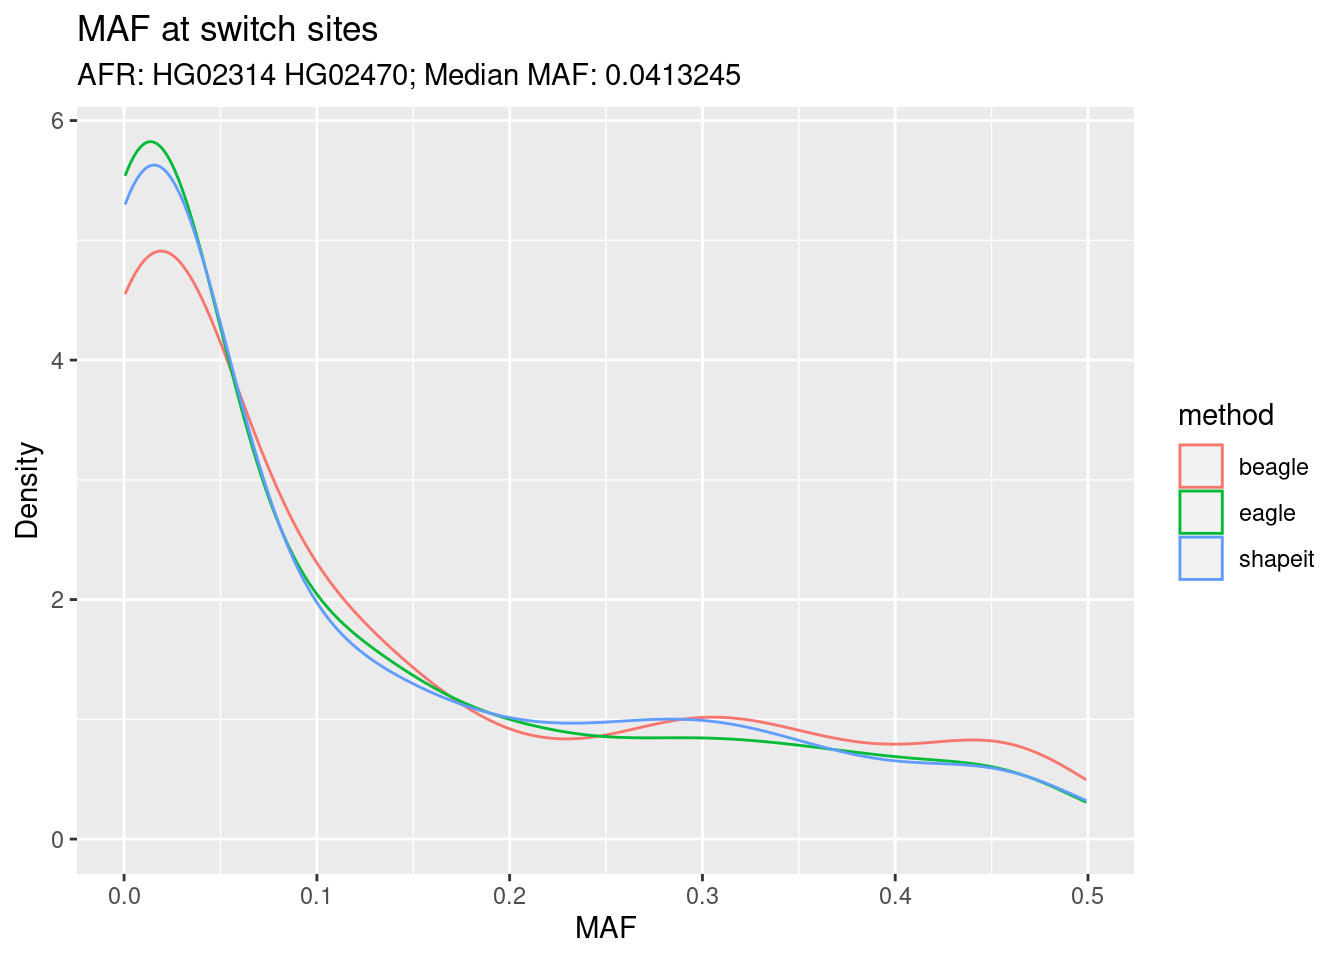 MAF at switch sites
AFR: HG02314 HG02470; Median MAF: 0.0413245
6
4
2
0
Density
0.0 0.1 0.2 0.3 0.4 0.5
MAF
method
beagle
eagle
shapeit